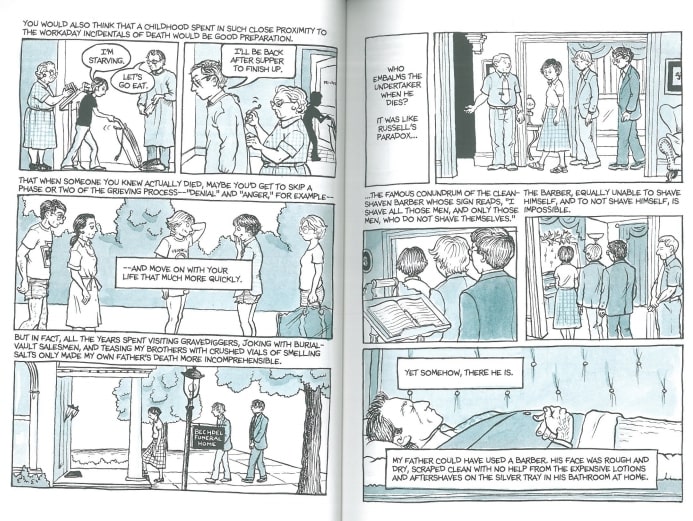 YOU WOULD ALSO THINK THAT A CHILDHOOD SPENT IN SUCH CLOSE PROXIMITY TO
THE WORKADAY INCIDENTALS OF DEATH WOULD BE GOOD PREPARATION.
I'M
STARVING.
LET'S
GO EAT.
I'LL BE BACK
AFTER SUPPER
TO FINISH UP.
THAT WHEN SOMEONE YOU KNEW ACTUALLY DIED, MAYBE YOU'D GET TO SKIP A
PHASE OR TWO OF THE GRIEVING PROCESS--"DENIAL" AND "ANGER," FOR EXAMPLE--
--AND MOVE ON WITH YOUR
LIFE THAT MUCH MORE QUICKLY.
BUT IN FACT, ALL THE YEARS SPENT VISITING GRAVEDIGGERS, JOKING WITH BURIAL-
VAULT SALESMEN, AND TEASING MY BROTHERS WITH CRUSHED VIALS OF SMELLING
SALTS ONLY MADE MY OWN FATHER'S DEATH MORE INCOMPREHENSIBLE.
BECHDEL
FUNERAL
HOME
WHO
EMBALMS THE
UNDERTAKER
WHEN HE
DIES?
IT WAS LIKE
RUSSELL'S
PARADOX...
...THE FAMOUS CONUNDRUM OF THE CLEAN-
SHAVEN BARBER WHOSE SIGN READS, "I
SHAVE ALL THOSE MEN, AND ONLY THOSE
MEN, WHO DO NOT SHAVE THEMSELVES."
THE BARBER, EQUALLY UNABLE TO SHAVE
HIMSELF, AND TO NOT SHAVE HIMSELF, IS
IMPOSSIBLE.
YET SOMEHOW, THERE HE IS.
MY FATHER COULD HAVE USED A BARBER. HIS FACE WAS ROUGH AND
DRY, SCRAPED CLEAN WITH NO HELP FROM THE EXPENSIVE LOTIONS
AND AFTERSHAVES ON THE SILVER TRAY IN HIS BATHROOM AT HOME.